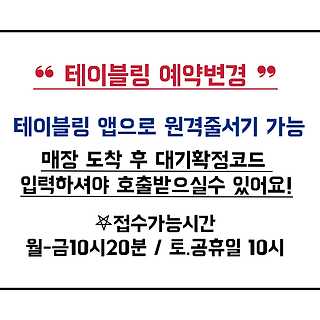 ❝ 테이블링 예약변경 ❞
테이블링 앱으로 원격줄서기 가능
매장 도착 후 대기확정코드
입력하셔야 호출받으실수 있어요!
⛧접수가능시간
월-금10시20분 / 토.공휴일 10시